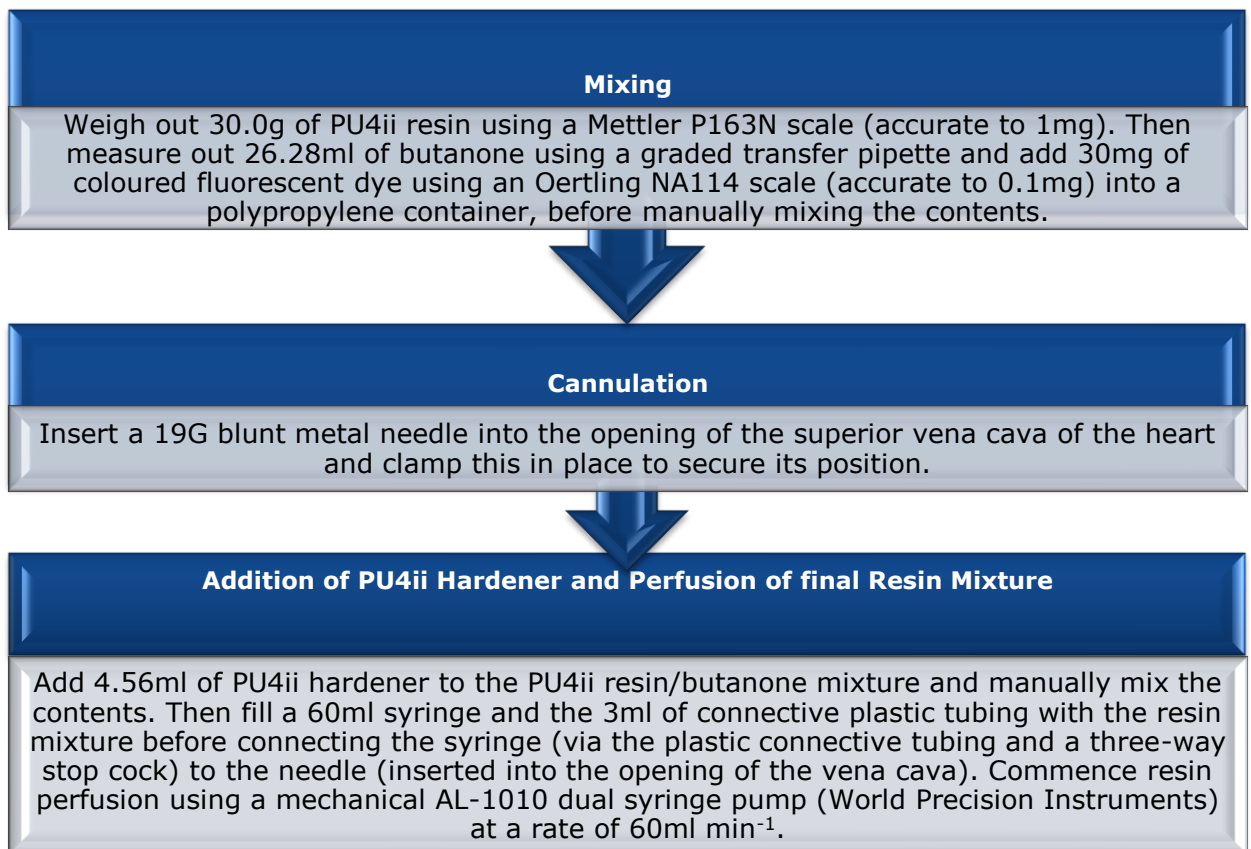 Mixing
Weigh out 30.0g of PU4ii resin using a Mettler P163N scale (accurate to 1mg). Then
measure out 26.28ml of butanone using a graded transfer pipette and add 30mg of
coloured fluorescent dye using an Oertling NA114 scale (accurate to 0.1mg) into a
polypropylene container, before manually mixing the contents.
Cannulation
Insert a 19G blunt metal needle into the opening of the superior vena cava of the heart
and clamp this in place to secure its position.
Addition of PU4ii Hardener and Perfusion of final Resin Mixture
Add 4.56ml of PU4ii hardener to the PU4ii resin/butanone mixture and manually mix the
contents. Then fill a 60ml syringe and the 3ml of connective plastic tubing with the resin
mixture before connecting the syringe (via the plastic connective tubing and a three-way
stop cock) to the needle (inserted into the opening of the vena cava). Commence resin
perfusion using a mechanical AL-1010 dual syringe pump (World Precision Instruments)
at a rate of 60ml min⁻¹.